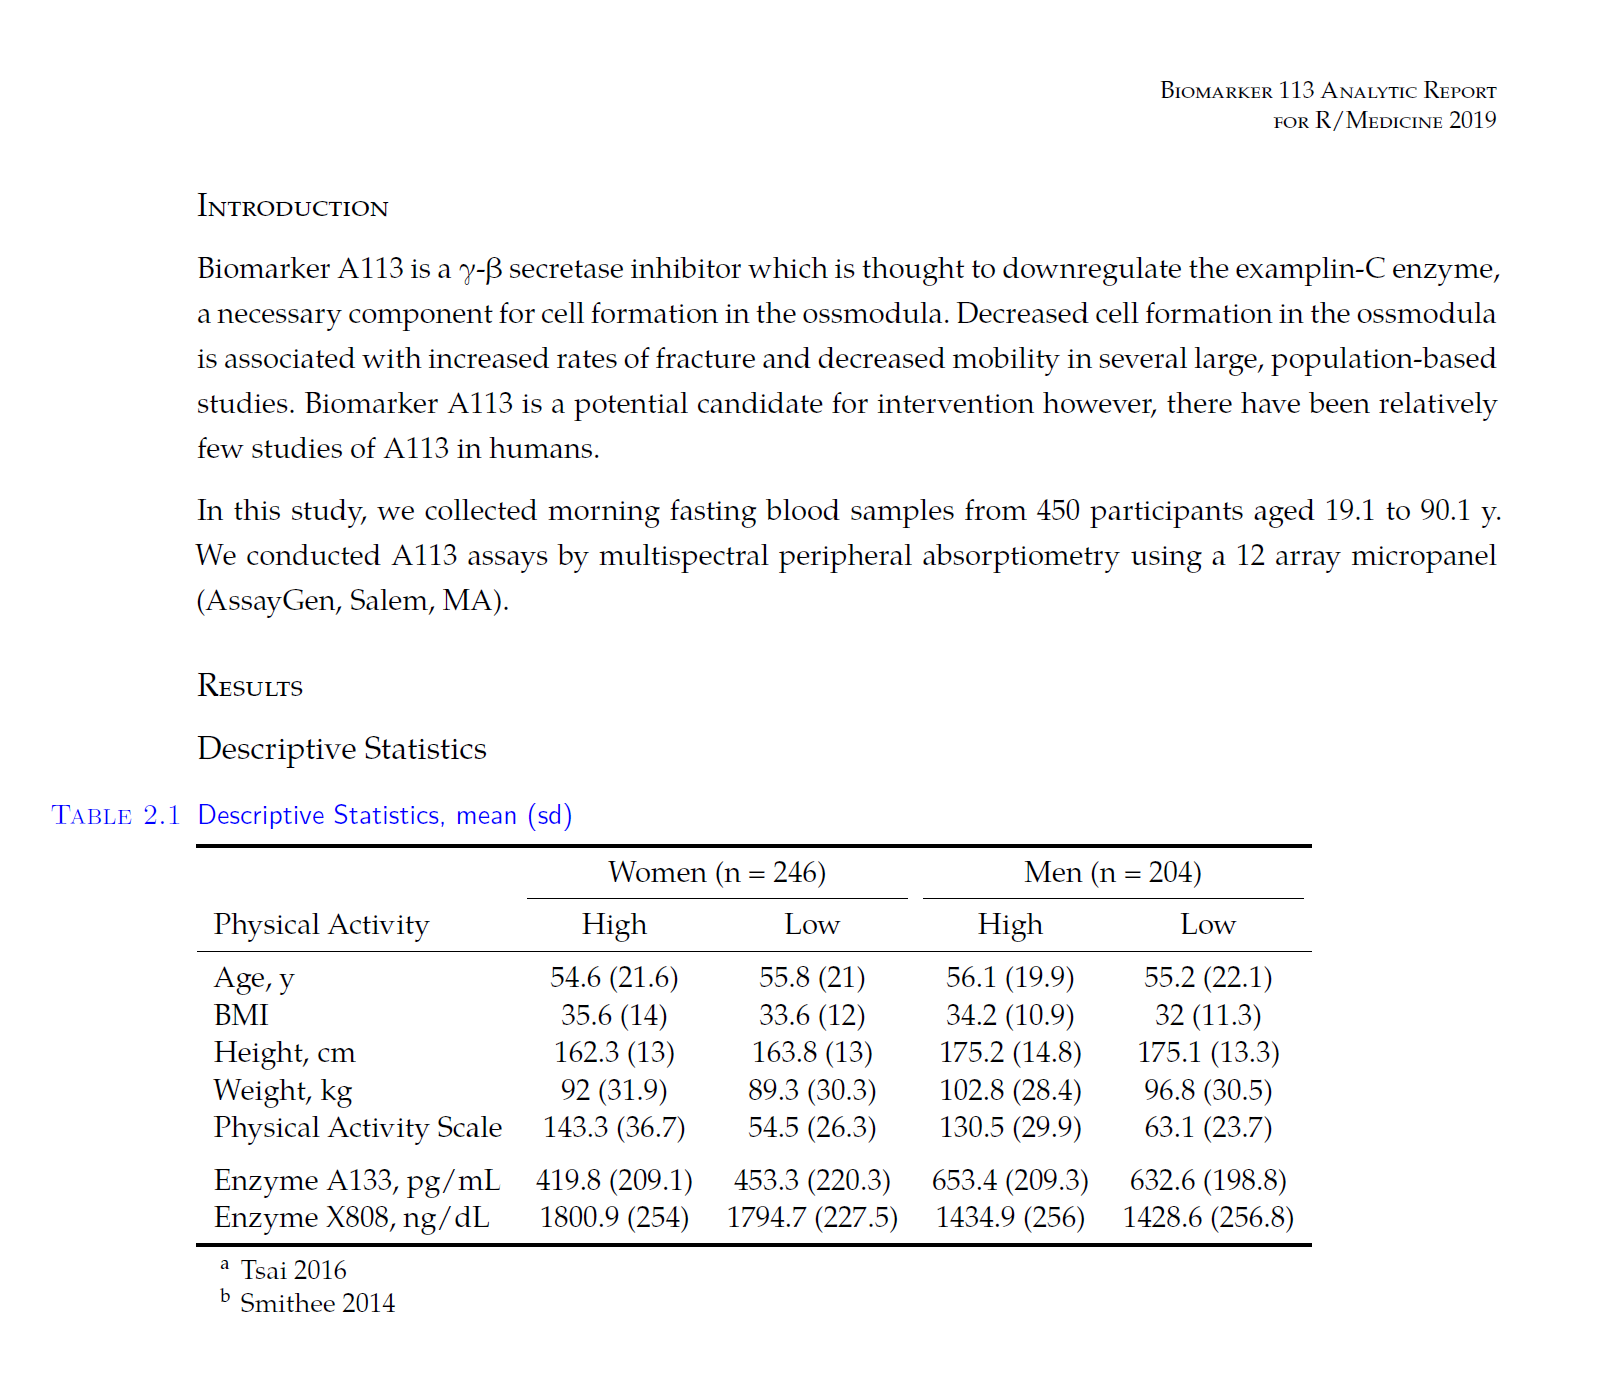 Biomarker 113 Analytic Report
for R/Medicine 2019
Introduction
Biomarker A113 is a γ-β secretase inhibitor which is thought to downregulate the examplin-C enzyme,
a necessary component for cell formation in the ossmodula. Decreased cell formation in the ossmodula
is associated with increased rates of fracture and decreased mobility in several large, population-based
studies. Biomarker A113 is a potential candidate for intervention however, there have been relatively
few studies of A113 in humans.
In this study, we collected morning fasting blood samples from 450 participants aged 19.1 to 90.1 y.
We conducted A113 assays by multispectral peripheral absorptiometry using a 12 array micropanel
(AssayGen, Salem, MA).
Results
Descriptive Statistics
Table 2.1 Descriptive Statistics, mean (sd)
Women (n = 246) Men (n = 204)
Physical Activity High Low High Low
Age, y 54.6 (21.6) 55.8 (21) 56.1 (19.9) 55.2 (22.1)
BMI 35.6 (14) 33.6 (12) 34.2 (10.9) 32 (11.3)
Height, cm 162.3 (13) 163.8 (13) 175.2 (14.8) 175.1 (13.3)
Weight, kg 92 (31.9) 89.3 (30.3) 102.8 (28.4) 96.8 (30.5)
Physical Activity Scale 143.3 (36.7) 54.5 (26.3) 130.5 (29.9) 63.1 (23.7)
Enzyme A133, pg/mL 419.8 (209.1) 453.3 (220.3) 653.4 (209.3) 632.6 (198.8)
Enzyme X808, ng/dL 1800.9 (254) 1794.7 (227.5) 1434.9 (256) 1428.6 (256.8)
a Tsai 2016
b Smithee 2014